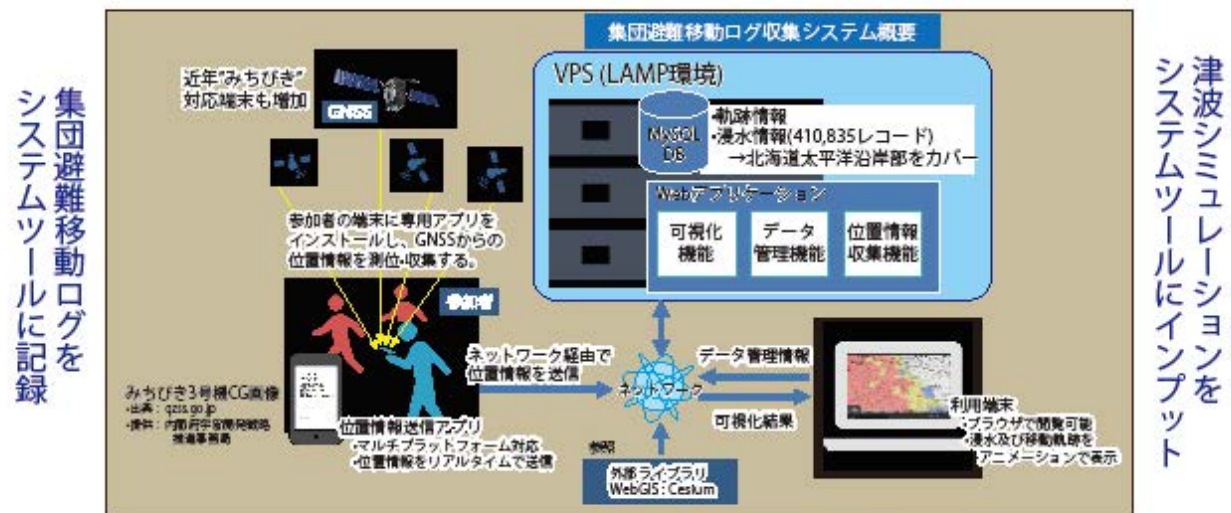 集団避難移動ログを
システムツールに記録
集団避難移動ログ収集システム概要
近年"みちびき"
対応端末も増加
GNSS
参加者の端末に専用アプリを
インストールし、GNSSからの
位置情報を測位・収集する。
参加者
みちびき3号機CG画像
•出典：qzss.go.jp
•提供：内閣府宇宙開発戦略
推進事務局
位置情報送信アプリ
•マルチプラットフォーム対応
•位置情報をリアルタイムで送信
ネットワーク経由で
位置情報を送信
VPS (LAMP環境)
MySQL
DB
•軌跡情報
•浸水情報(410,835レコード)
→北海道太平洋沿岸部をカバー
Webアプリケーション
可視化
機能
データ
管理機能
位置情報
収集機能
ネットワーク
データ管理情報
可視化結果
参照
外部ライブラリ
WebGIS：Cesium
利用端末
•ブラウザで閲覧可能
•浸水及び移動軌跡を
アニメーションで表示
津波シミュレーションを
システムツールにインプット